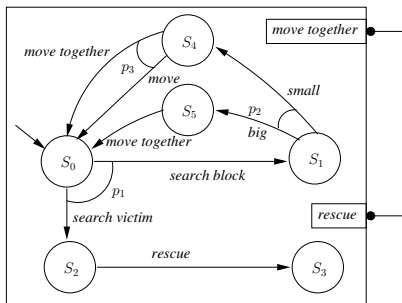 move together
S4
move together
p3
move
small
S5
p2
big
move together
S0
S1
search block
p1
rescue
search victim
rescue
S2
S3